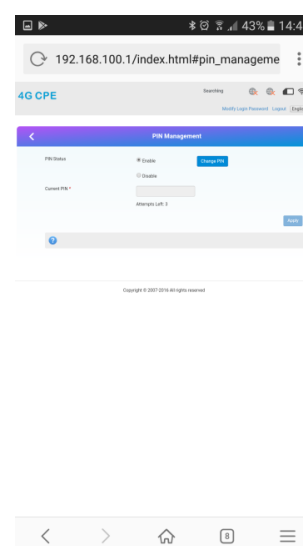 43% 14:4
192.168.100.1/index.html#pin_manageme
4G CPE
Searching
Modify Login Password Logout Englis
PIN Management
PIN Status
Enable
Change PIN
Disable
Current PIN *
Attempts Left: 3
Apply
?
Copyright © 2007-2016 All rights reserved
8